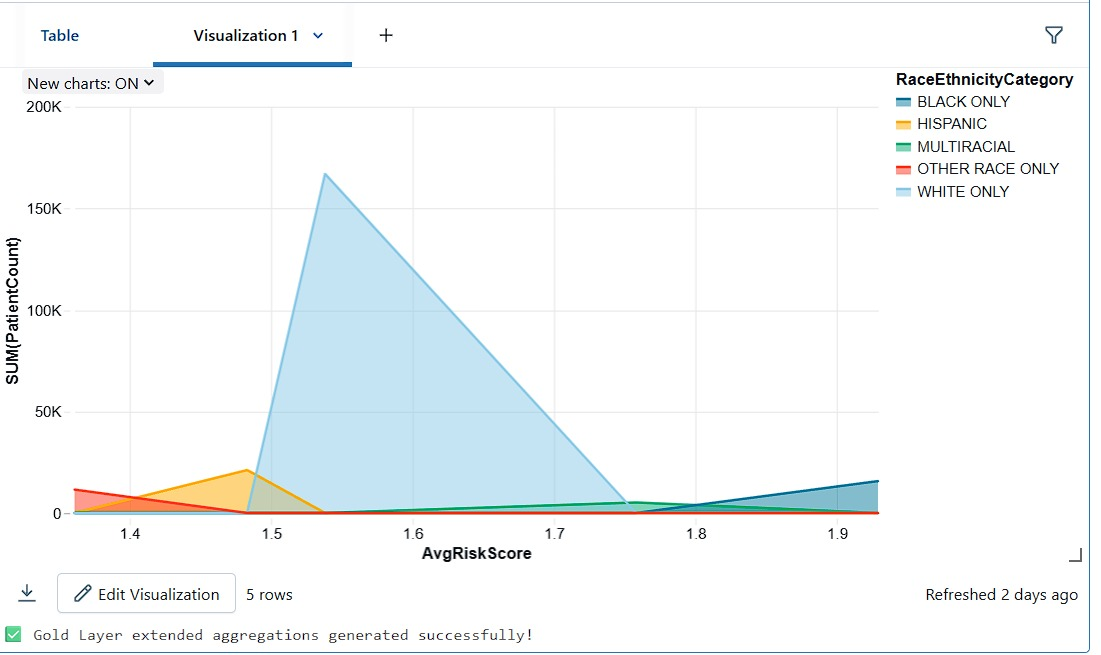 Table
Visualization 1
+
New charts: ON
RaceEthnicityCategory
BLACK ONLY
HISPANIC
MULTIRACIAL
OTHER RACE ONLY
WHITE ONLY
200K
150K
100K
50K
0
SUM(PatientCount)
1.4 1.5 1.6 1.7 1.8 1.9
AvgRiskScore
Edit Visualization 5 rows Refreshed 2 days ago
Gold Layer extended aggregations generated successfully!